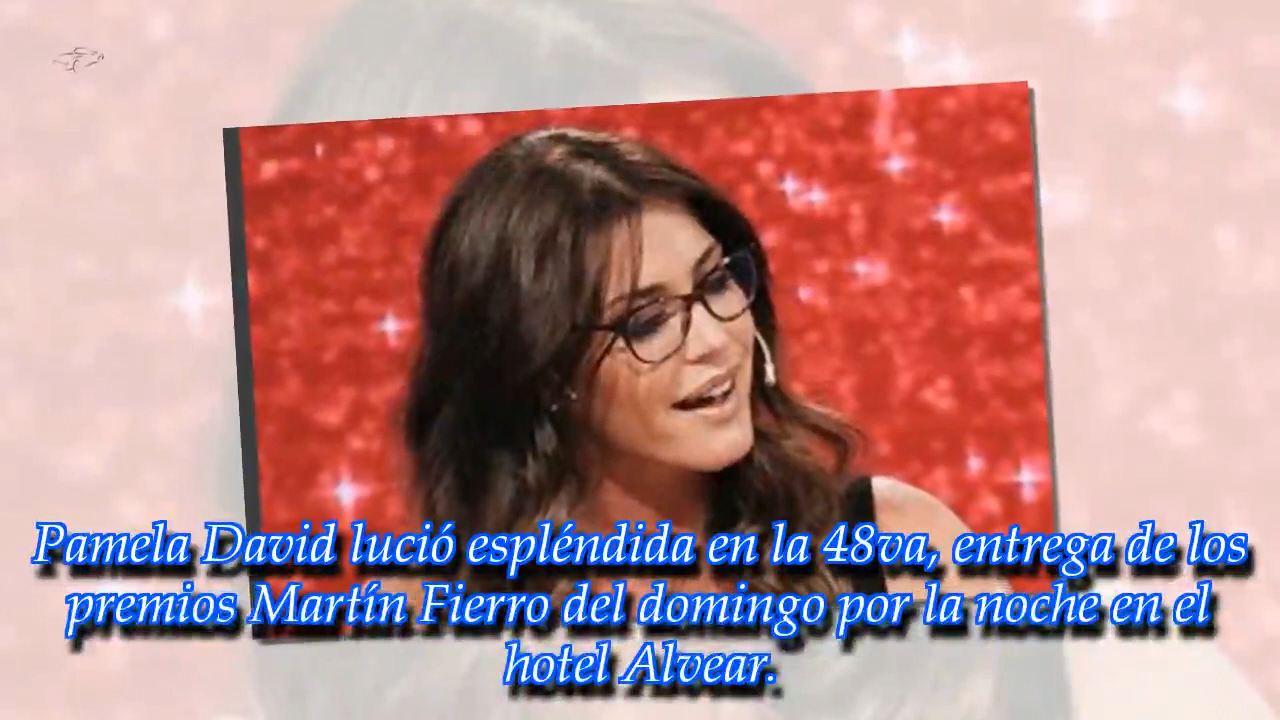 Pamela David lució espléndida en la 48va, entrega de los
premios Martín Fierro del domingo por la noche en el
hotel Alvear.